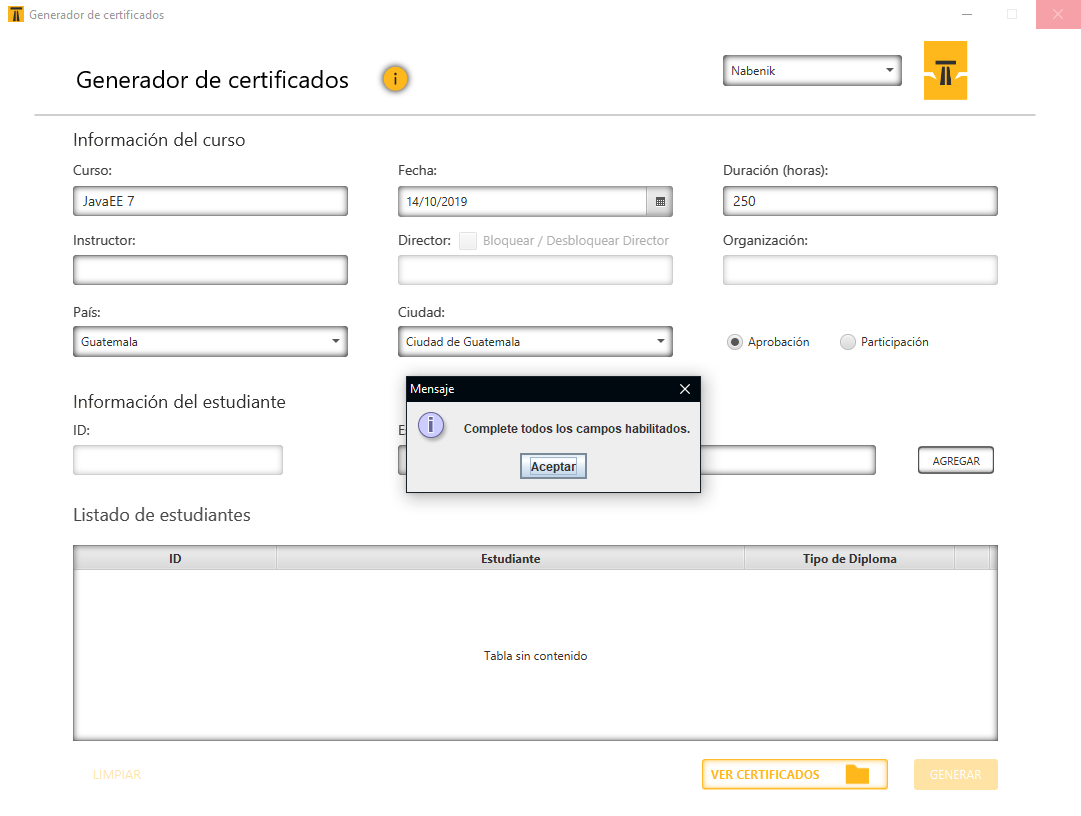 Generador de certificados
Generador de certificados
i
Nabenik
Información del curso
Curso:
Fecha:
Duración (horas):
JavaEE 7
14/10/2019
250
Instructor:
Director:
Bloquear / Desbloquear Director
Organización:
País:
Ciudad:
Guatemala
Ciudad de Guatemala
Aprobación
Participación
Mensaje
i
Complete todos los campos habilitados.
Aceptar
Información del estudiante
ID:
AGREGAR
Listado de estudiantes
ID
Estudiante
Tipo de Diploma
Tabla sin contenido
LIMPIAR
VER CERTIFICADOS
GENERAR